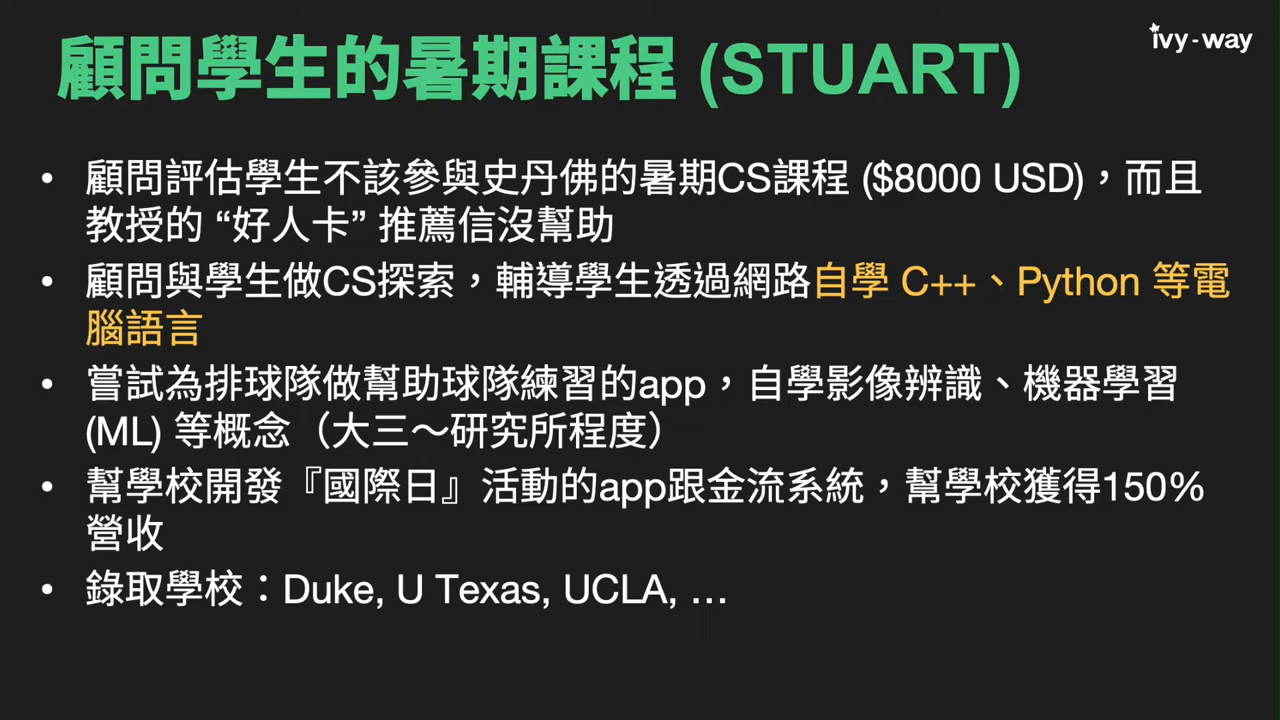 ivy-way
顧問學生的暑期課程 (STUART)
• 顧問評估學生不該參與史丹佛的暑期CS課程 ($8000 USD)，而且
教授的 “好人卡” 推薦信沒幫助
• 顧問與學生做CS探索，輔導學生透過網路自學 C++、Python 等電
腦語言
• 嘗試為排球隊做幫助球隊練習的app，自學影像辨識、機器學習
(ML) 等概念（大三～研究所程度）
• 幫學校開發『國際日』活動的app跟金流系統，幫學校獲得150%
營收
• 錄取學校：Duke, U Texas, UCLA, …